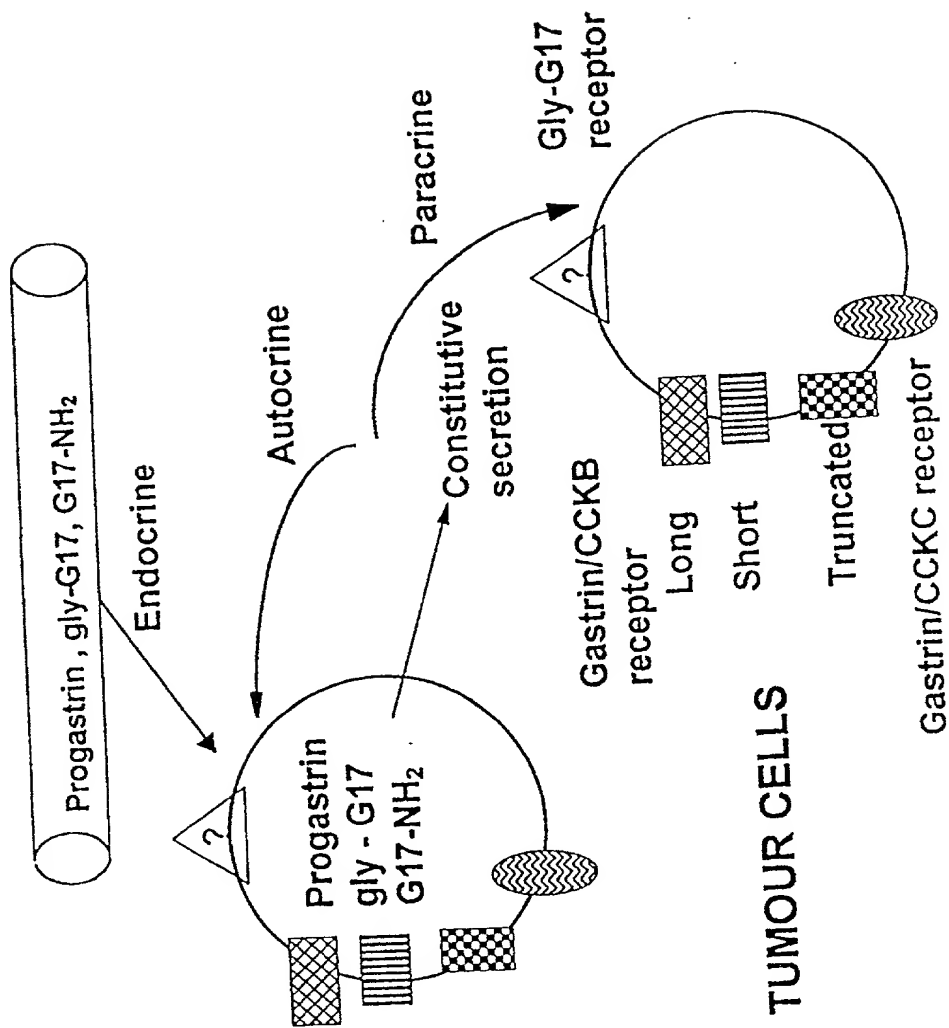 Progastrin , gly-G17, G17-NH₂
Endocrine
Autocrine
Paracrine
Progastrin
gly - G17
G17-NH₂
Constitutive
secretion
Gly-G17
receptor
?
?
Gastrin/CCKB
receptor
Long
Short
Truncated
Gastrin/CCKC receptor
TUMOUR CELLS